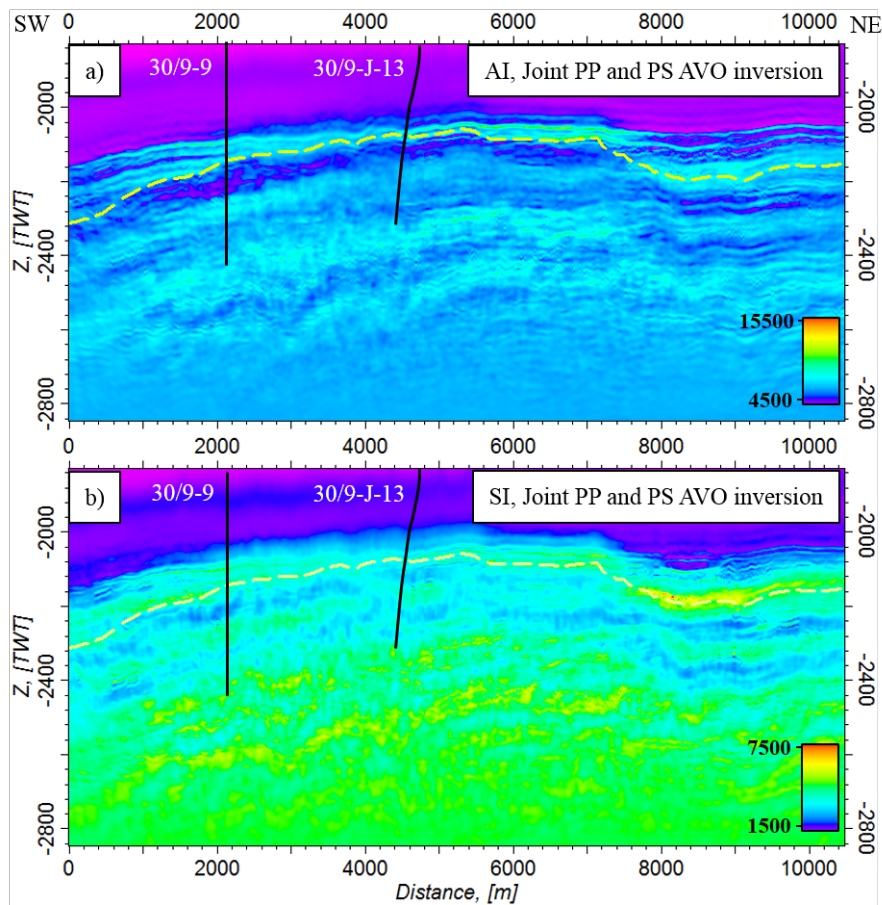 SW 0 2000 4000 6000 8000 10000 NE
a) 30/9-9 30/9-J-13 AI, Joint PP and PS AVO inversion
-2000 -2000
Z, [TWT]
-2400 -2400
15500
4500
-2800 -2800
0 2000 4000 6000 8000 10000
b) 30/9-9 30/9-J-13 SI, Joint PP and PS AVO inversion
-2000 -2000
Z, [TWT]
-2400 -2400
7500
1500
-2800 -2800
0 2000 4000 6000 8000 10000
Distance, [m]